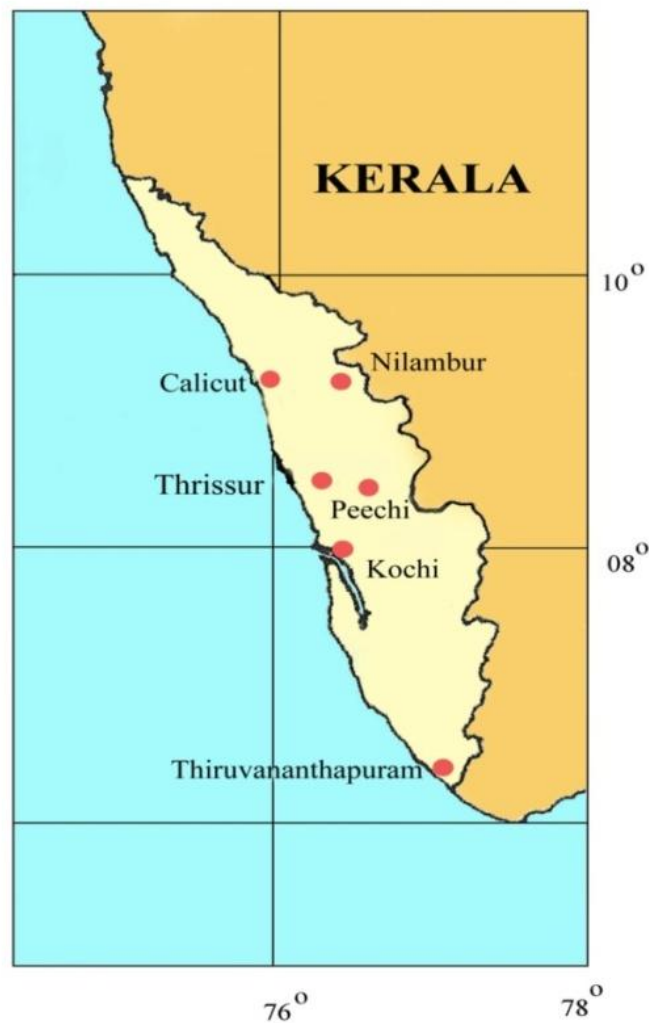 KERALA
10°
Nilambur
Calicut
Thrissur
Peechi
08°
Kochi
Thiruvananthapuram
76°
78°